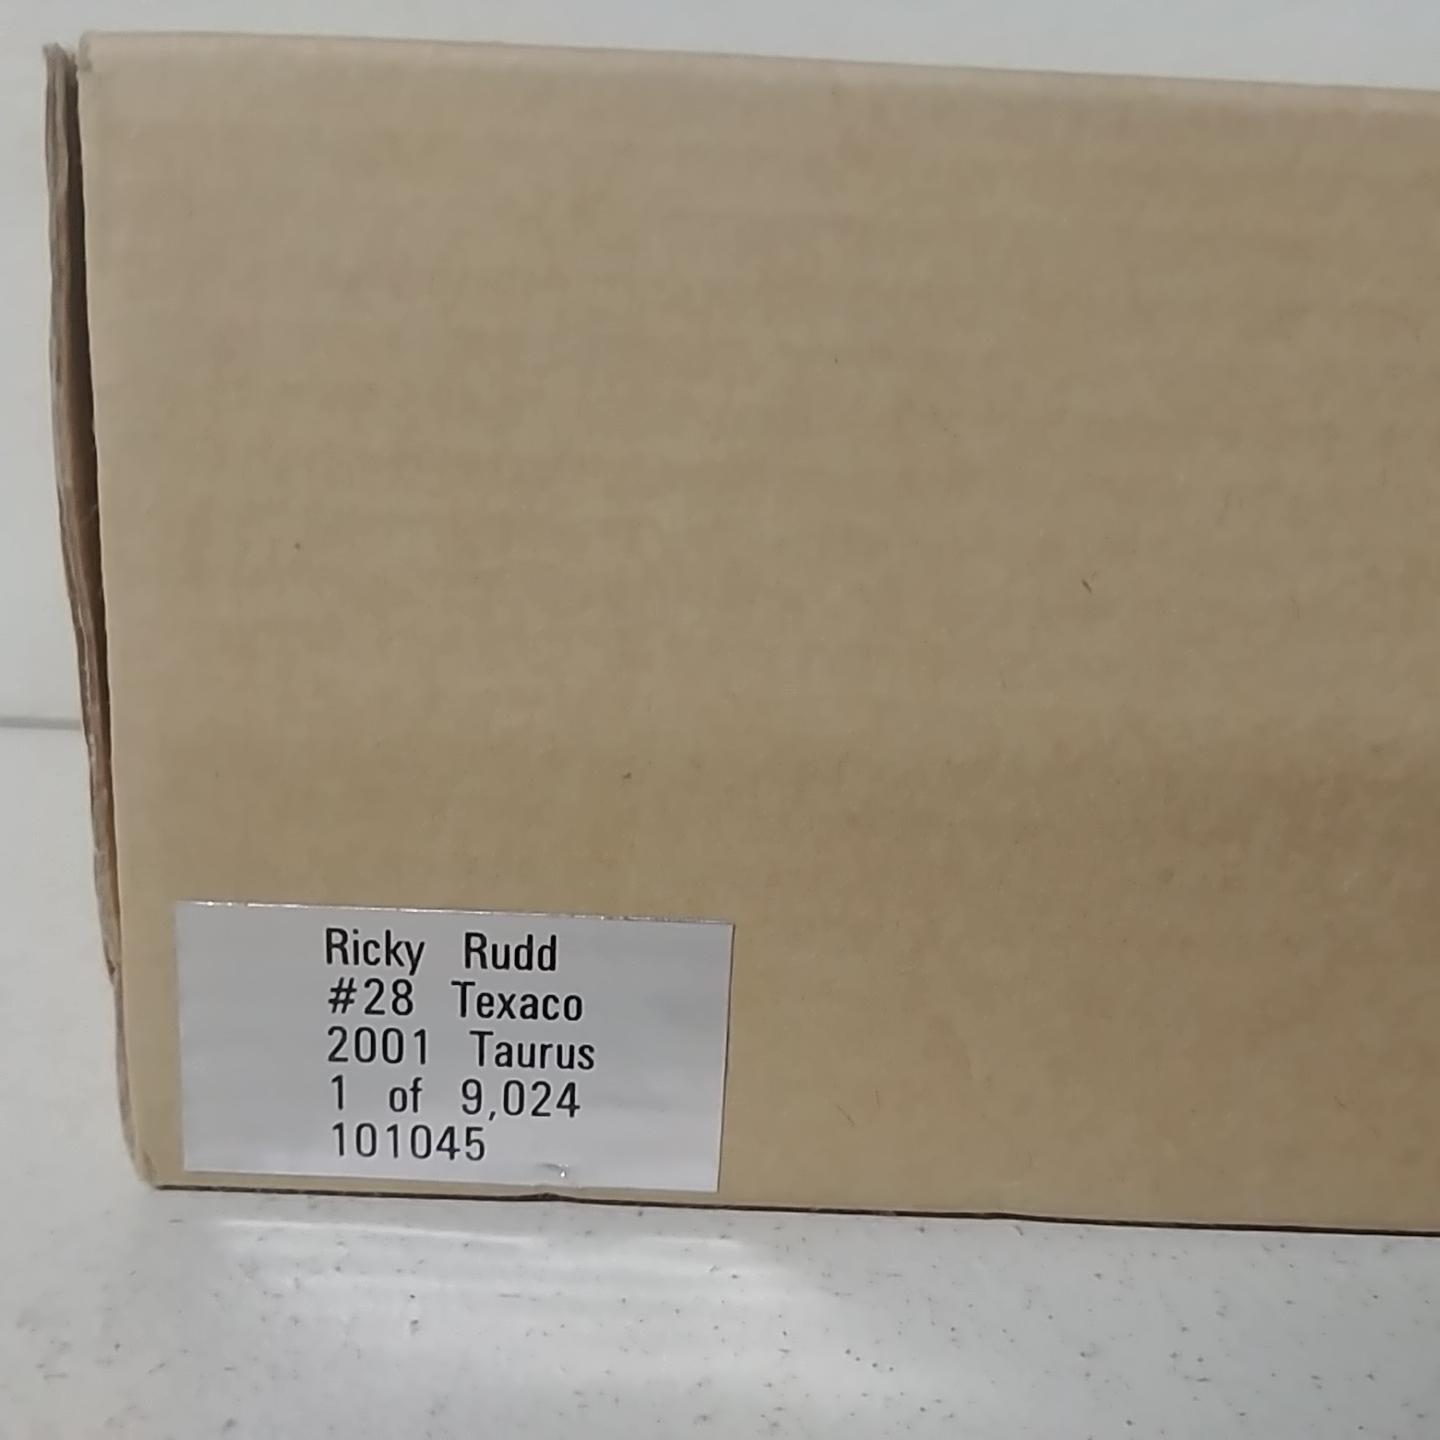 Ricky Rudd
#28 Texaco
2001 Taurus
1 of 9,024
101045